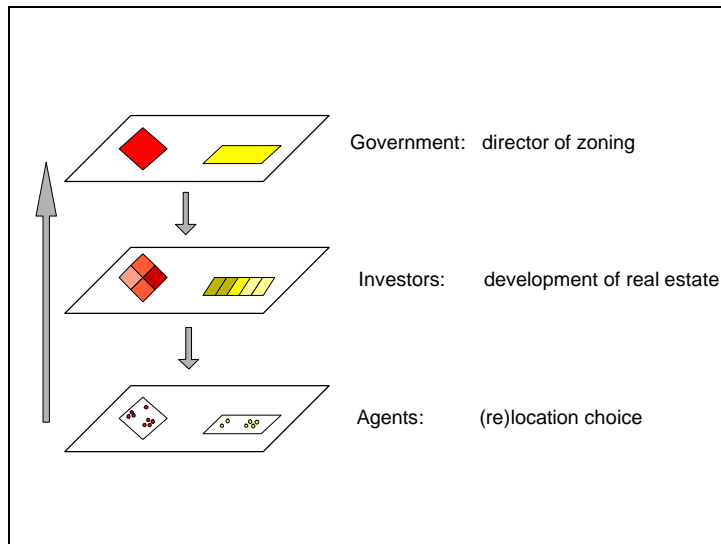 Government: director of zoning
Investors: development of real estate
Agents: (re)location choice